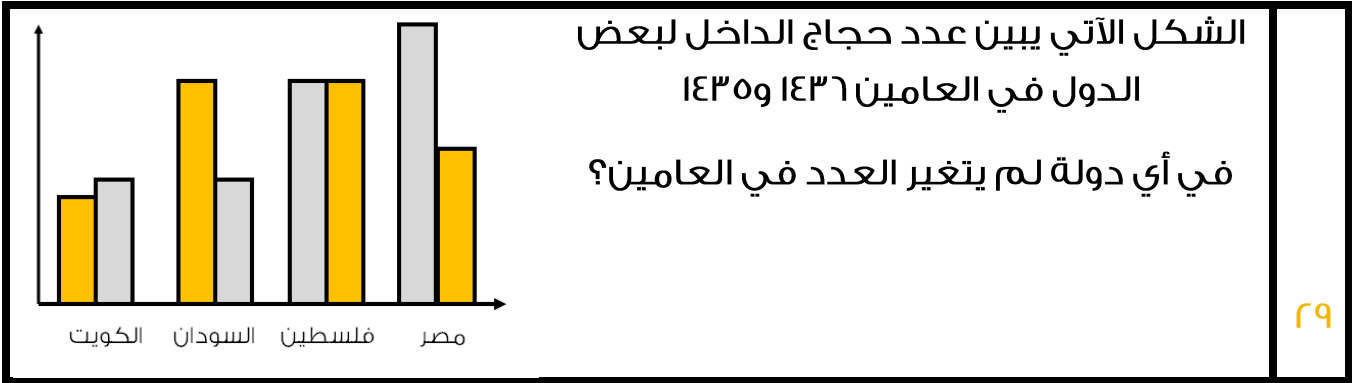 الشكل الآتي يبين عدد حجاج الداخل لبعض
الدول في العامين ١٤٣٦ و١٤٣٥
في أي دولة لم يتغير العدد في العامين؟
٢٩
مصر
فلسطين
السودان
الكويت